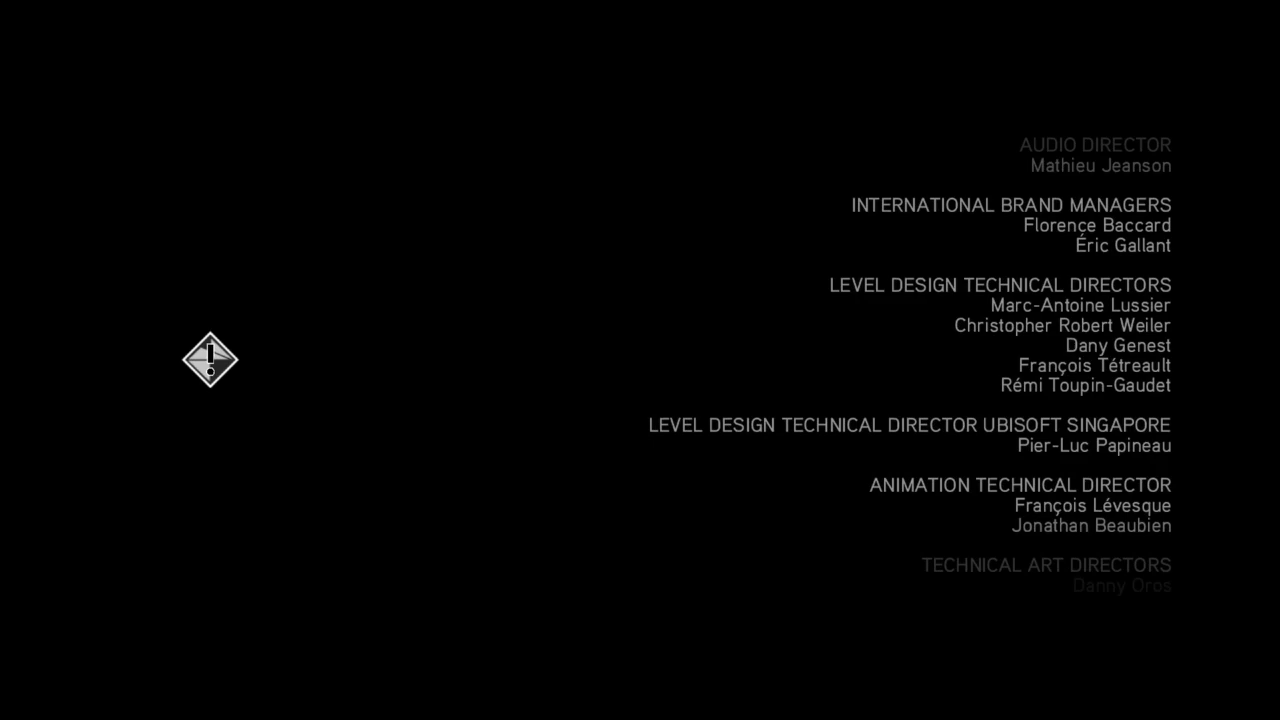 AUDIO DIRECTOR
Mathieu Jeanson
INTERNATIONAL BRAND MANAGERS
Florence Baccard
Éric Gallant
LEVEL DESIGN TECHNICAL DIRECTORS
Marc-Antoine Lussier
Christopher Robert Weiler
Dany Genest
François Tétreault
Rémi Toupin-Gaudet
LEVEL DESIGN TECHNICAL DIRECTOR UBISOFT SINGAPORE
Pier-Luc Papineau
ANIMATION TECHNICAL DIRECTOR
François Lévesque
Jonathan Beaubien
TECHNICAL ART DIRECTORS
Danny Oros